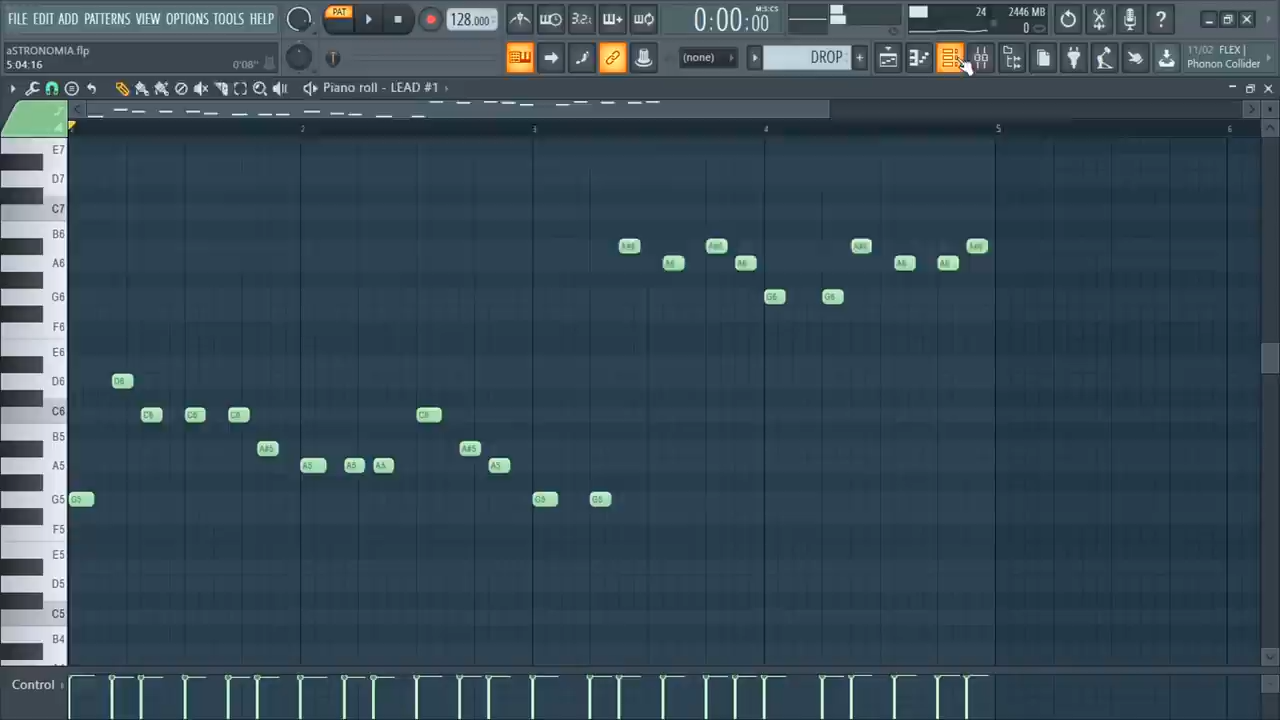 FILE EDIT ADD PATTERNS VIEW OPTIONS TOOLS HELP
PAT
128.000
3.2
0:00:00
M:S:CS
24
2446 MB
0
aSTRONOMIA.flp
5:04:16
0'08"
(none)
DROP
11/02 FLEX |
Phonon Collider
Piano roll - LEAD #1
2
3
4
5
6
E7
D7
C7
B6
A6
G6
F6
E6
D6
C6
B5
A5
G5
F5
E5
D5
C5
B4
A#6 A#6 A#6 A#6
A6 A6 A6 A6
G6 G6
D6
C6 C6 C6 C6
A#5 A#5
A5 A5 A5 A5
G5 G5 G5
Control